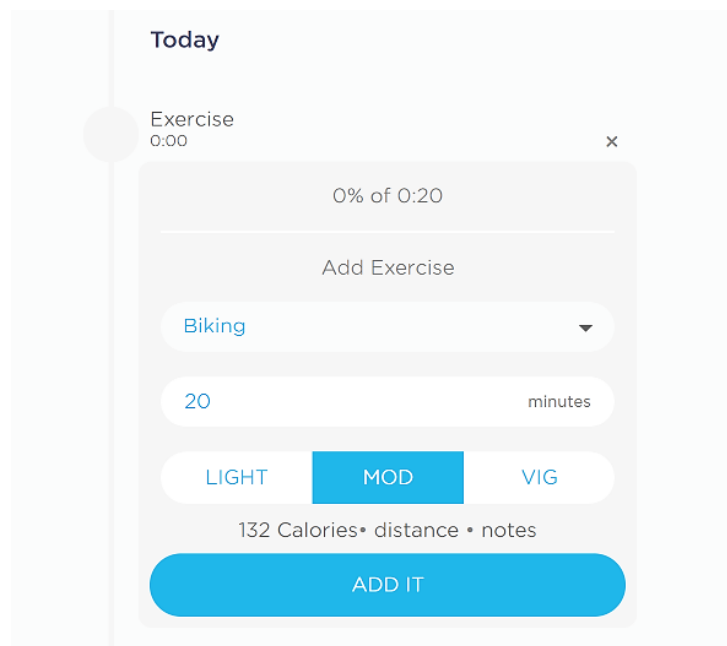 Today
Exercise
0:00
×
0% of 0:20
Add Exercise
Biking
20 minutes
LIGHT MOD VIG
132 Calories• distance • notes
ADD IT